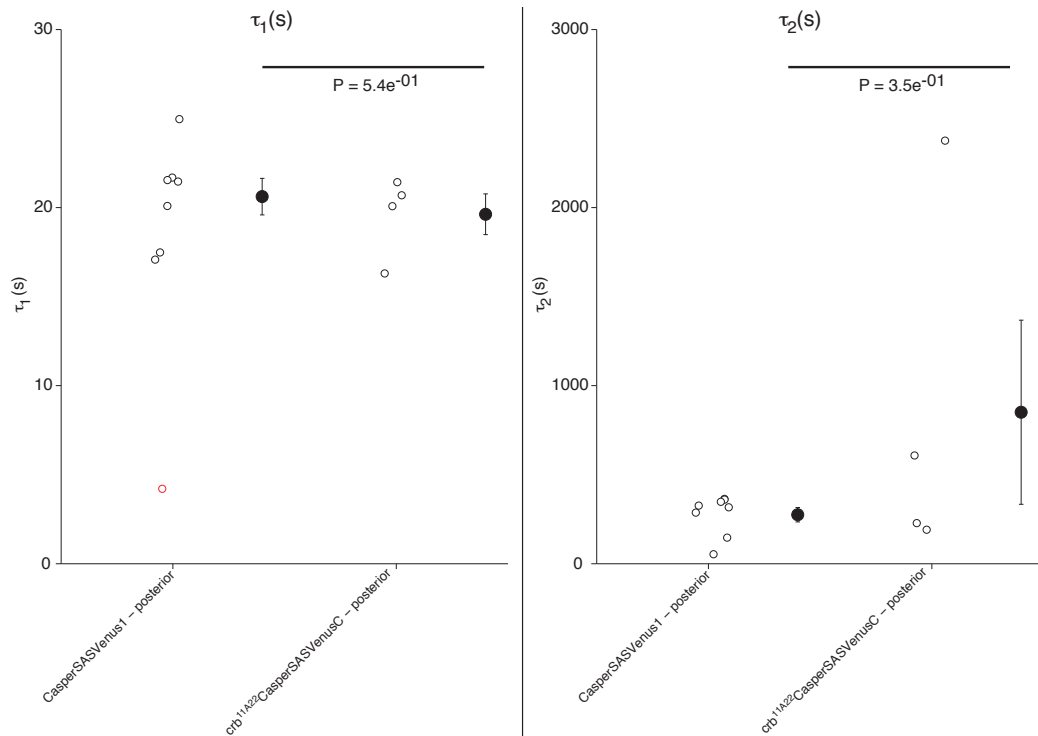 τ1(s)
P = 5.4e-01
30
20
10
0
τ1(s)
CasperSASVenus1 – posterior
crb11A22CasperSASVenusC – posterior
τ2(s)
P = 3.5e-01
3000
2000
1000
0
τ2(s)
CasperSASVenus1 – posterior
crb11A22CasperSASVenusC – posterior